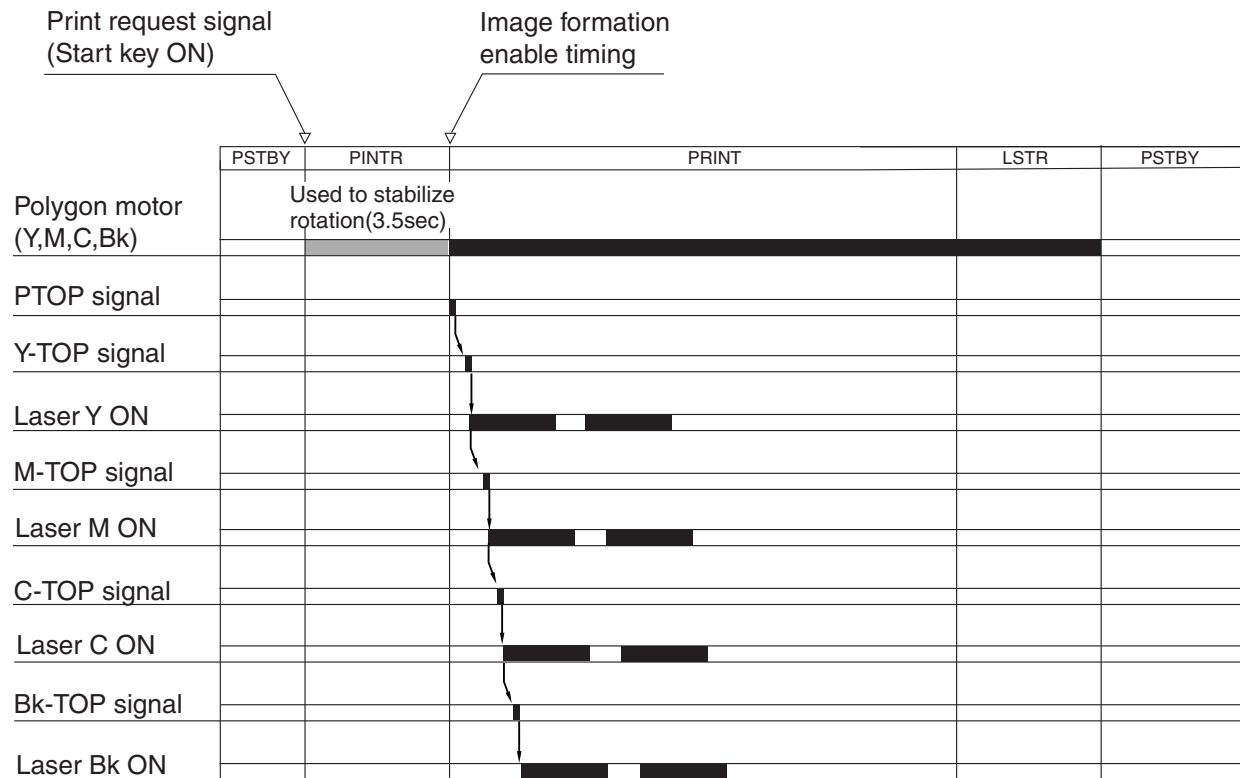 Print request signal
(Start key ON)
Image formation
enable timing
PSTBY PINTR PRINT LSTR PSTBY
Used to stabilize
rotation(3.5sec)
Polygon motor
(Y,M,C,Bk)
PTOP signal
Y-TOP signal
Laser Y ON
M-TOP signal
Laser M ON
C-TOP signal
Laser C ON
Bk-TOP signal
Laser Bk ON